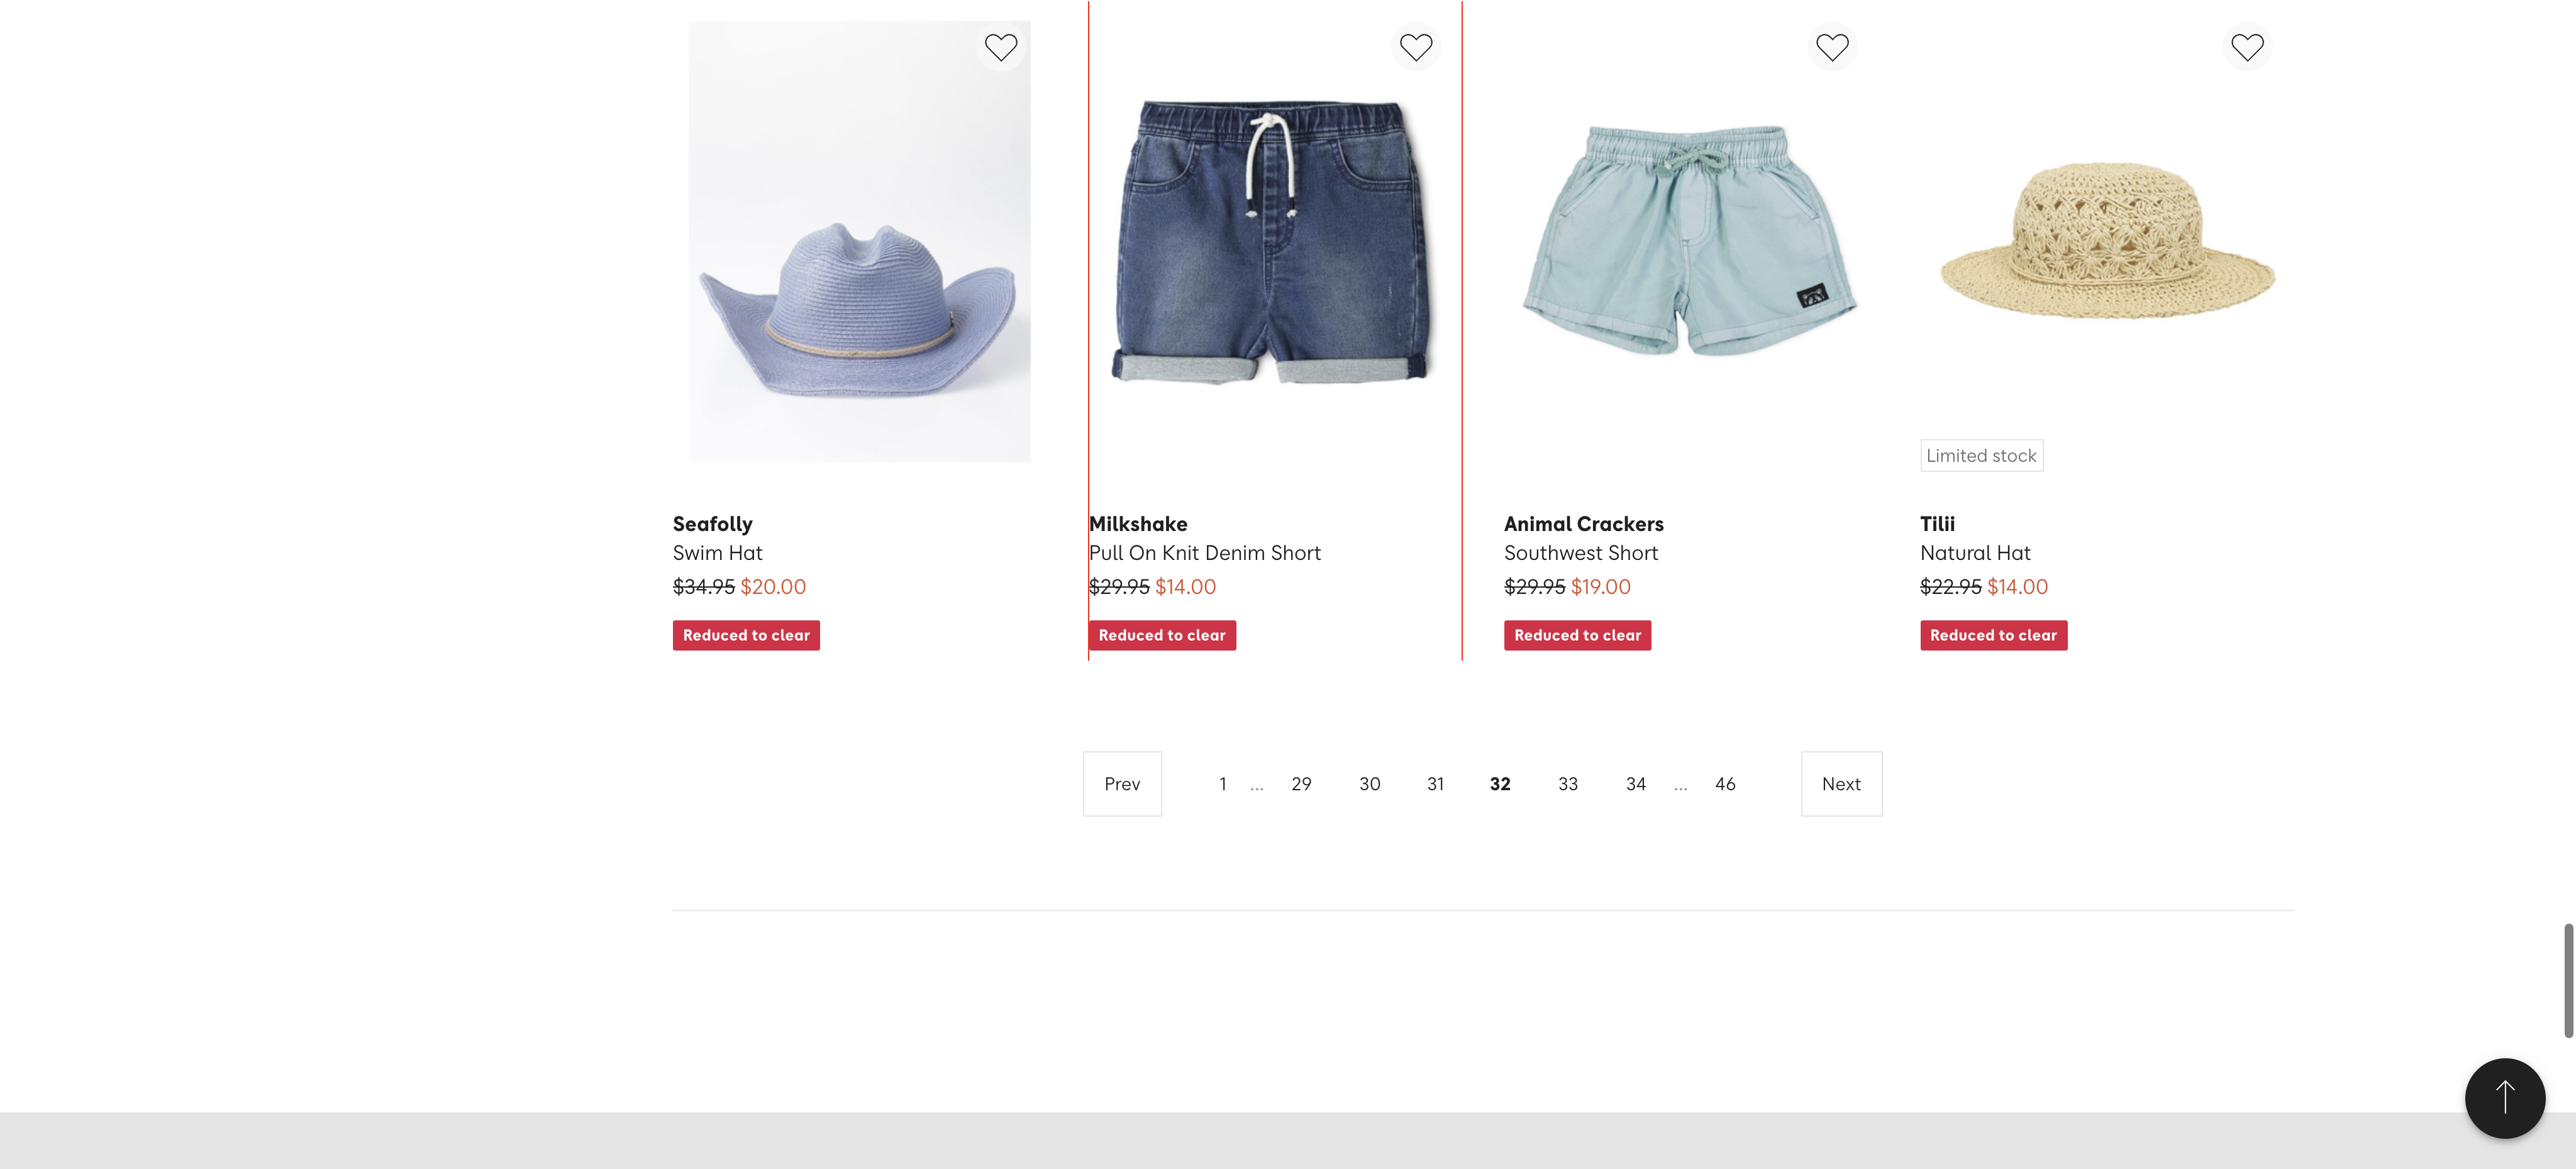 Limited stock
Seafolly
Swim Hat
$34.95 $20.00
Reduced to clear
Milkshake
Pull On Knit Denim Short
$29.95 $14.00
Reduced to clear
Animal Crackers
Southwest Short
$29.95 $19.00
Reduced to clear
Tilii
Natural Hat
$22.95 $14.00
Reduced to clear
Prev 1 ... 29 30 31 32 33 34 ... 46 Next